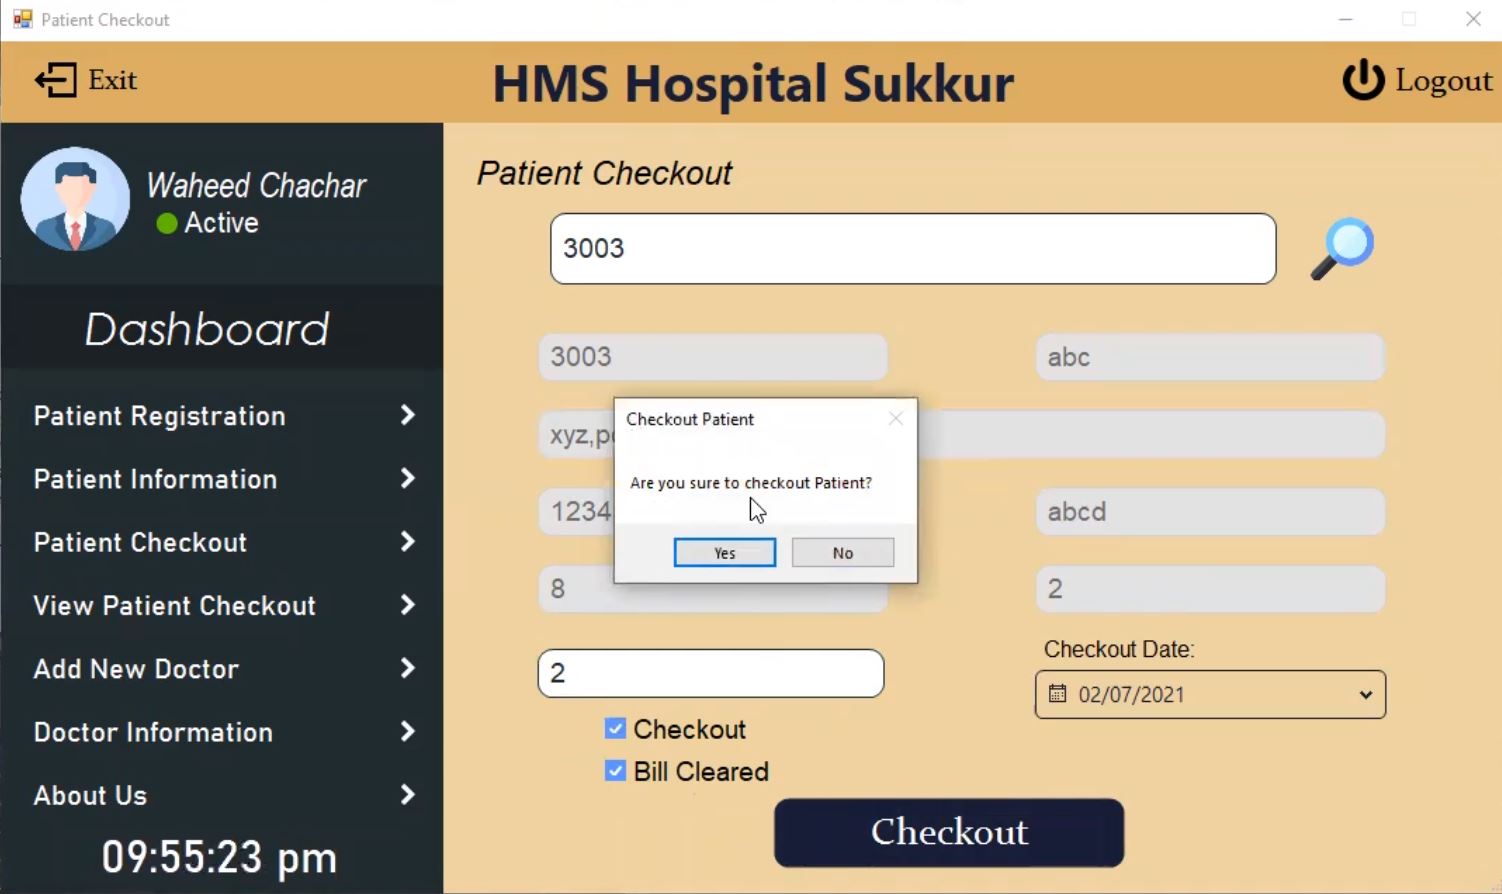 Patient Checkout
Exit
HMS Hospital Sukkur
Logout
Waheed Chachar
Active
Dashboard
Patient Registration
Patient Information
Patient Checkout
View Patient Checkout
Add New Doctor
Doctor Information
About Us
09:55:23 pm
Patient Checkout
3003
3003
abc
Checkout Patient
Are you sure to checkout Patient?
Yes
No
1234
abcd
8
2
2
Checkout Date:
02/07/2021
Checkout
Bill Cleared
Checkout